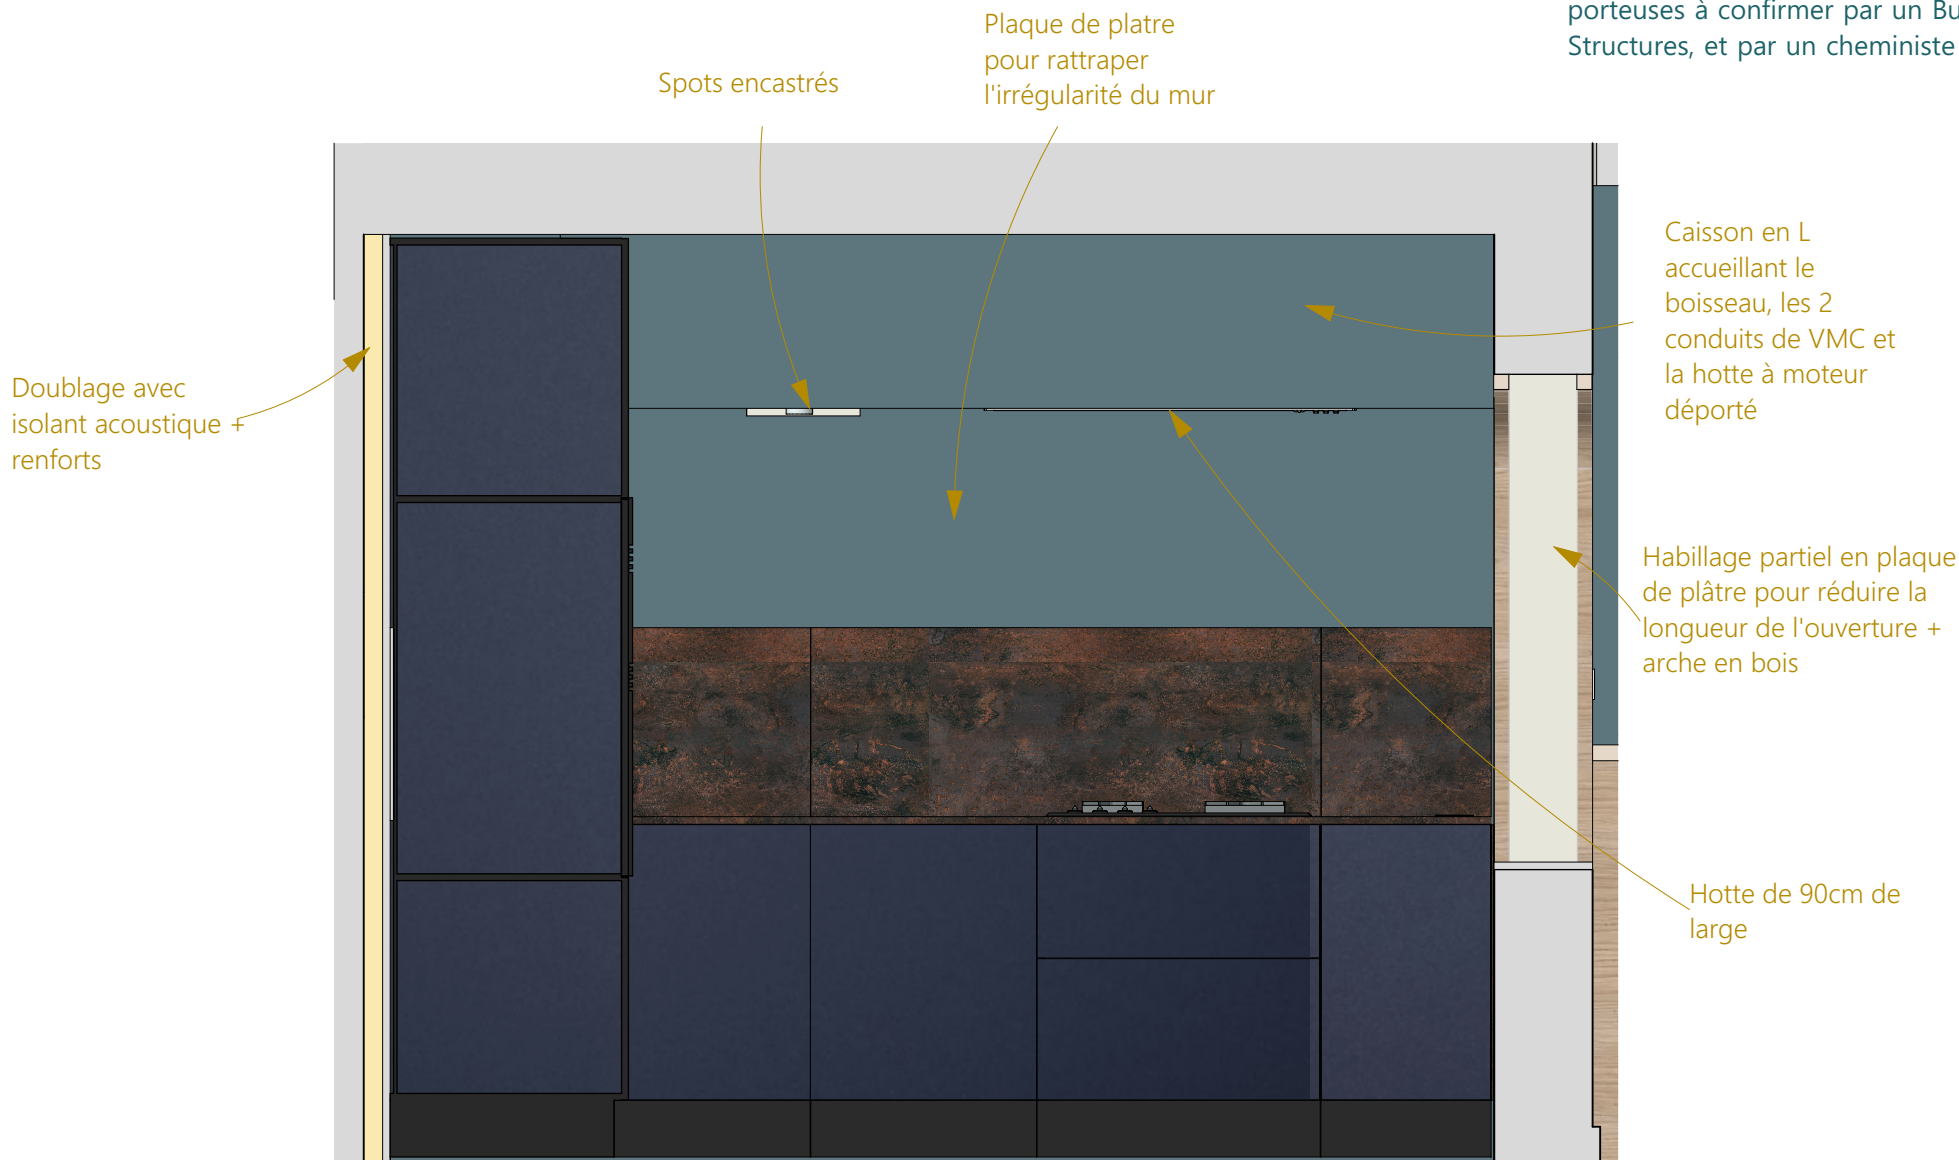 porteuses à confirmer par un
Structures, et par un cheministe
Plaque de platre
pour rattraper
l'irrégularité du mur
Spots encastrés
Caisson en L
accueillant le
boisseau, les 2
conduits de VMC et
la hotte à moteur
déporté
Doublage avec
isolant acoustique +
renforts
Habillage partiel en plaque
de plâtre pour réduire la
longueur de l'ouverture +
arche en bois
Hotte de 90cm de
large